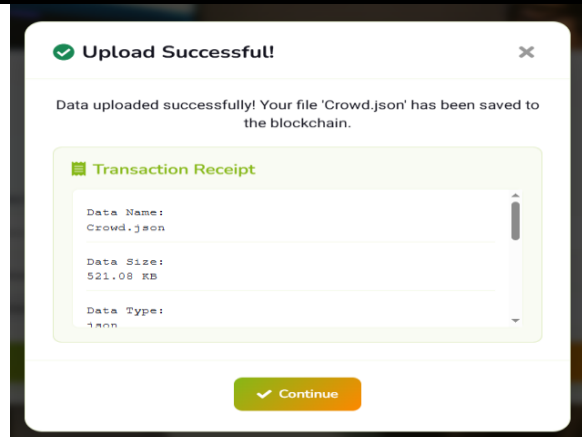 Upload Successful!
Data uploaded successfully! Your file 'Crowd.json' has been saved to
the blockchain.
Transaction Receipt
Data Name:
Crowd.json
Data Size:
521.08 KB
Data Type:
json
Continue